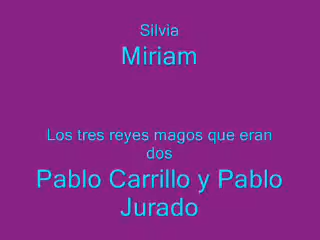 Silvia
Miriam
Los tres reyes magos que eran
dos
Pablo Carrillo y Pablo
Jurado